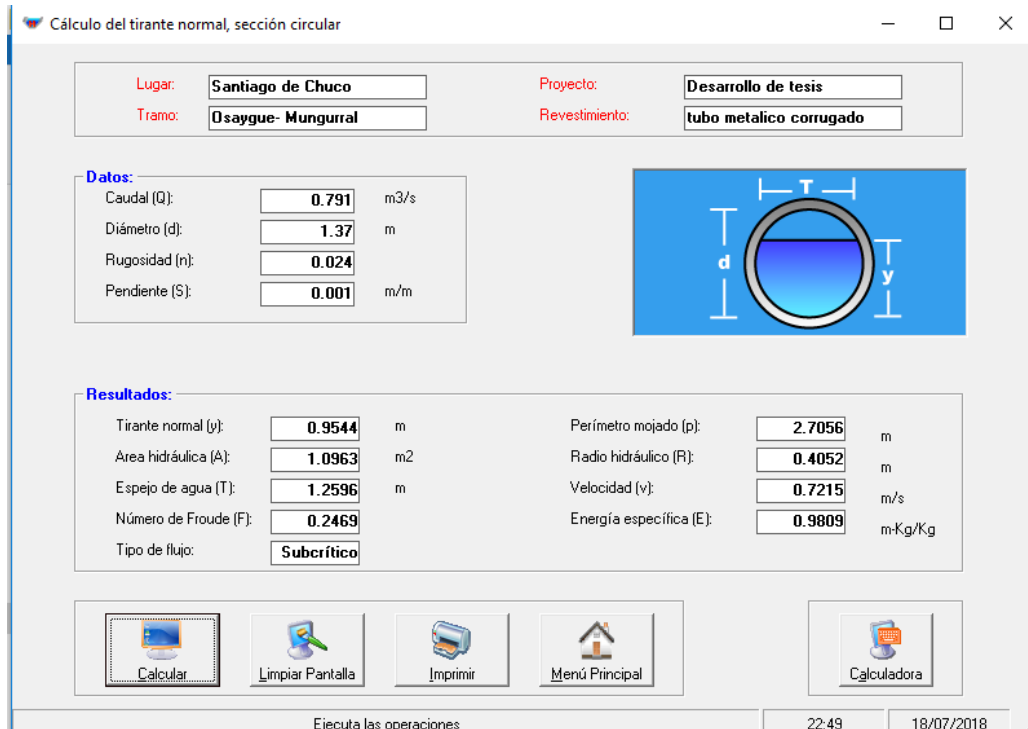 Cálculo del tirante normal, sección circular
Lugar: Santiago de Chuco Proyecto: Desarrollo de tesis
Tramo: Osaygue- Mungurral Revestimiento: tubo metalico corrugado
Datos:
Caudal (Q): 0.791 m3/s
Diámetro (d): 1.37 m
Rugosidad (n): 0.024
Pendiente (S): 0.001 m/m
T
d
y
Resultados:
Tirante normal (y): 0.9544 m Perímetro mojado (p): 2.7056 m
Area hidráulica (A): 1.0963 m2 Radio hidráulico (R): 0.4052 m
Espejo de agua (T): 1.2596 m Velocidad (v): 0.7215 m/s
Número de Froude (F): 0.2469 Energía específica (E): 0.9809 m-Kg/Kg
Tipo de flujo: Subcrítico
Calcular Limpiar Pantalla Imprimir Menú Principal Calculadora
Ejecuta las operaciones 22:49 18/07/2018